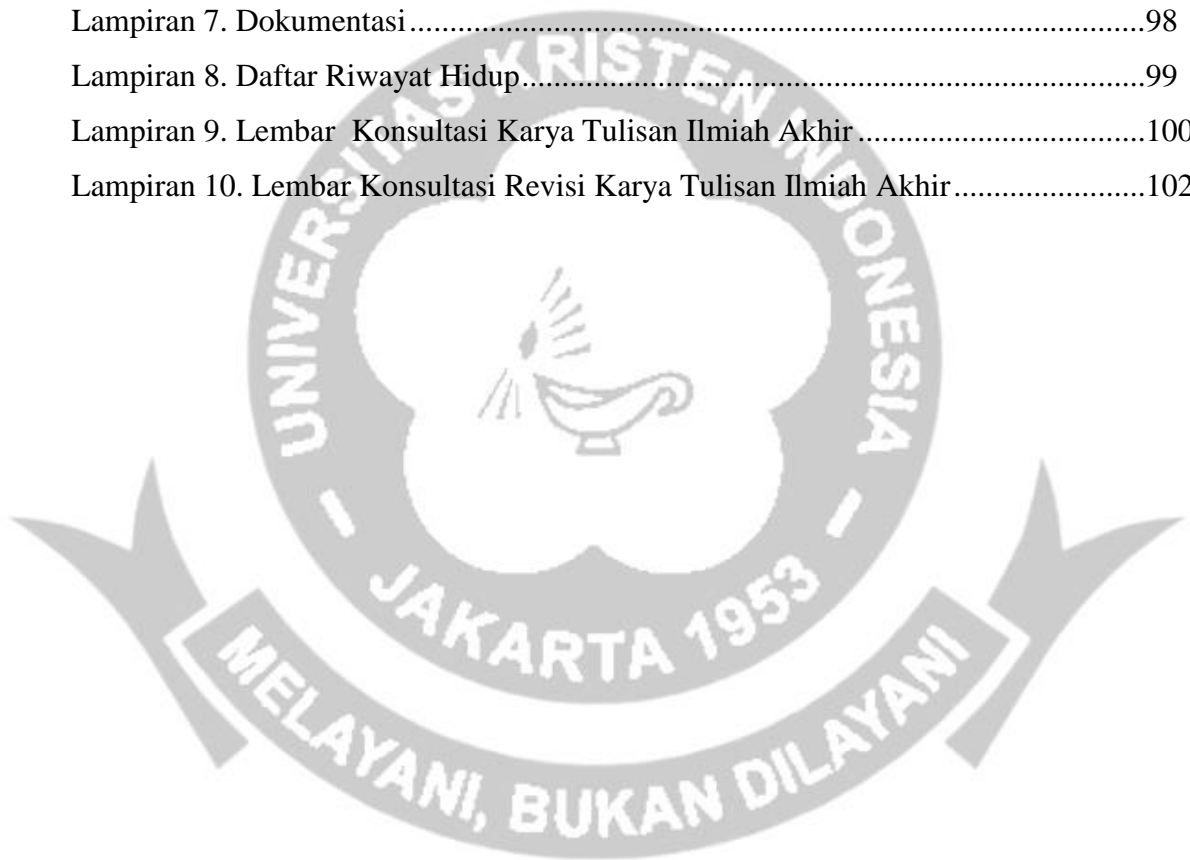 Lampiran 7. Dokumentasi.....................................................................................................98
Lampiran 8. Daftar Riwayat Hidup......................................................................................99
Lampiran 9. Lembar  Konsultasi Karya Tulisan Ilmiah Akhir .......................................100
Lampiran 10. Lembar Konsultasi Revisi Karya Tulisan Ilmiah Akhir..........................102
UNIVERSITAS KRISTEN INDONESIA
- JAKARTA 1953 -
MELAYANI, BUKAN DILAYANI